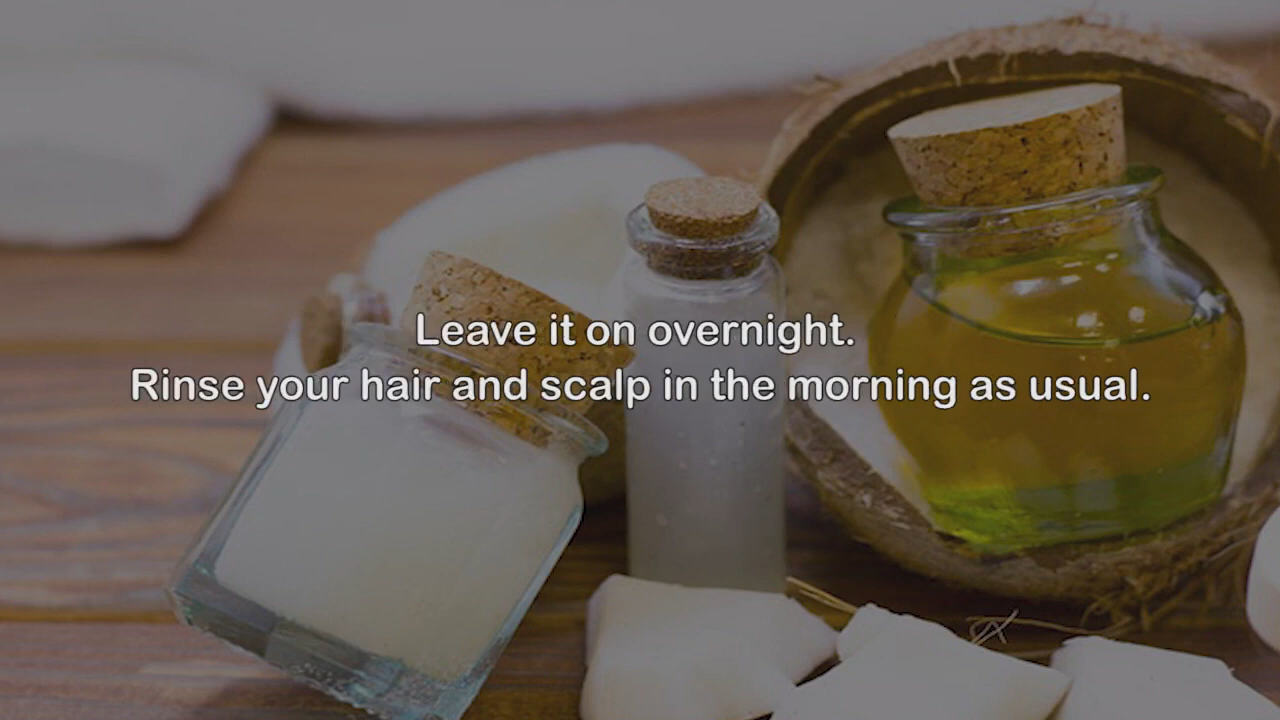 Leave it on overnight.
Rinse your hair and scalp in the morning as usual.